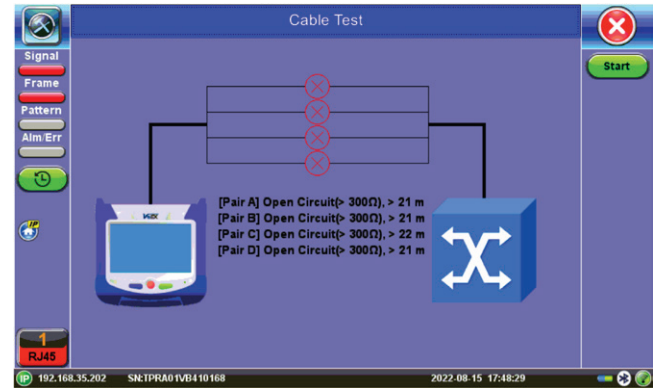 Cable Test
Signal
Frame
Pattern
Alm/Err
Start
[Pair A] Open Circuit(> 300Ω), > 21 m
[Pair B] Open Circuit(> 300Ω), > 21 m
[Pair C] Open Circuit(> 300Ω), > 22 m
[Pair D] Open Circuit(> 300Ω), > 21 m
IP
1
RJ45
IP 192.168.35.202 SN:TPRA01VB410168 2022-08-15 17:48:29